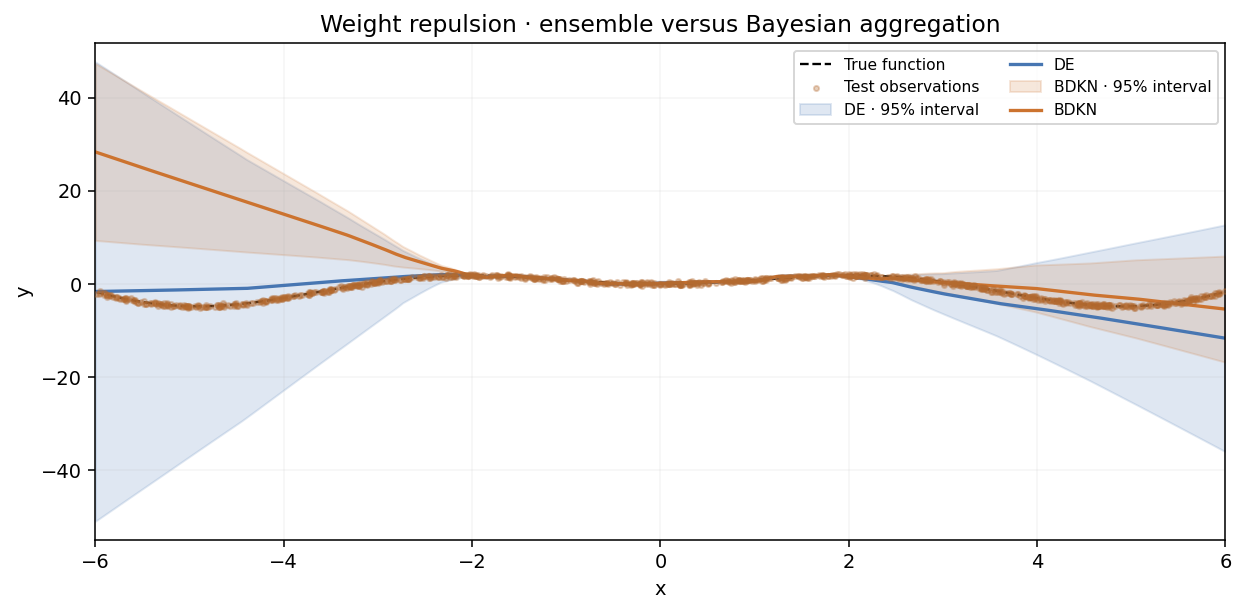 Weight repulsion · ensemble versus Bayesian aggregation
True function
Test observations
DE · 95% interval
DE
BDKN · 95% interval
BDKN
y
40
20
0
−20
−40
−6
−4
−2
0
2
4
6
x